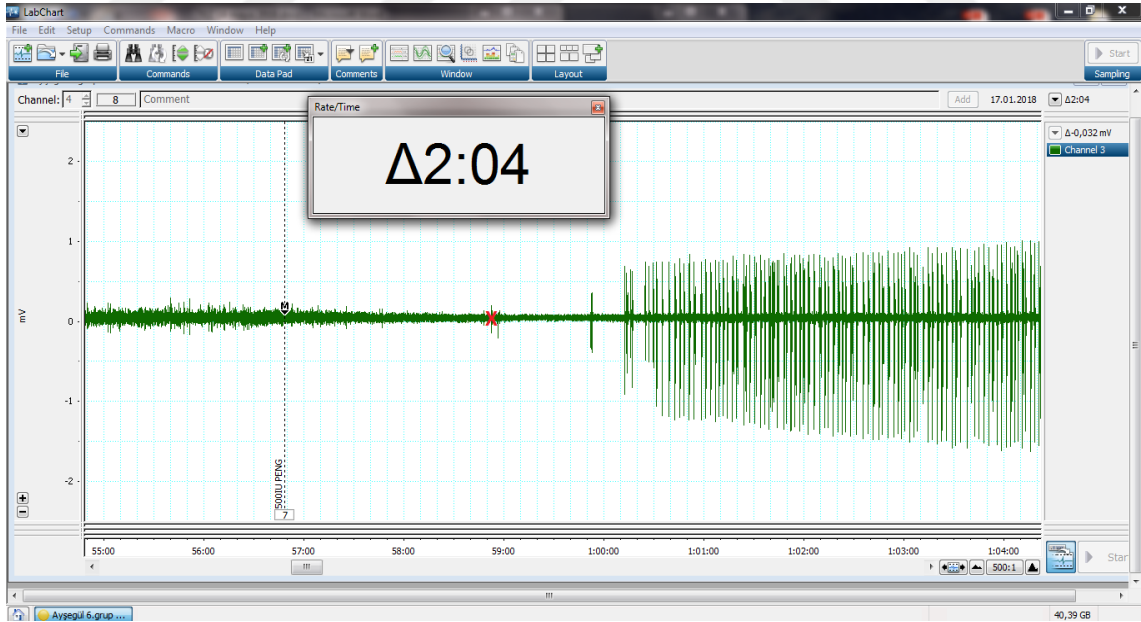 LabChart
File Edit Setup Commands Macro Window Help
File Commands Data Pad Comments Window Layout Start
Sampling
Channel: 4 8 Comment Add 17.01.2018 Δ2:04
Rate/Time
Δ2:04
Δ-0,032 mV
Channel 3
2
1
0
-1
-2
mV
M
500IU PENG
7
55:00 56:00 57:00 58:00 59:00 1:00:00 1:01:00 1:02:00 1:03:00 1:04:00
500:1
Star
Ayşegül 6.grup ...
40,39 GB